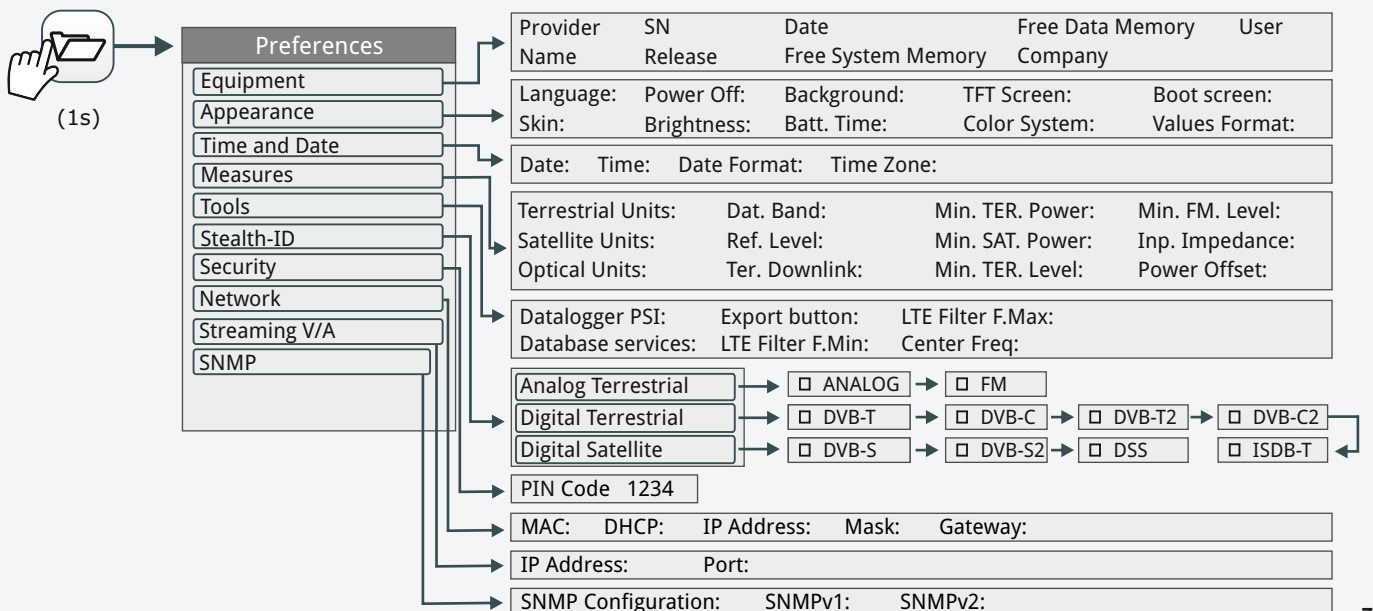 (1s)
Preferences
Equipment
Appearance
Time and Date
Measures
Tools
Stealth-ID
Security
Network
Streaming V/A
SNMP
Provider SN Date Free Data Memory User
Name Release Free System Memory Company
Language: Power Off: Background: TFT Screen: Boot screen:
Skin: Brightness: Batt. Time: Color System: Values Format:
Date: Time: Date Format: Time Zone:
Terrestrial Units: Dat. Band: Min. TER. Power: Min. FM. Level:
Satellite Units: Ref. Level: Min. SAT. Power: Inp. Impedance:
Optical Units: Ter. Downlink: Min. TER. Level: Power Offset:
Datalogger PSI: Export button: LTE Filter F.Max:
Database services: LTE Filter F.Min: Center Freq:
Analog Terrestrial ANALOG FM
Digital Terrestrial DVB-T DVB-C DVB-T2 DVB-C2
Digital Satellite DVB-S DVB-S2 DSS ISDB-T
PIN Code 1234
MAC: DHCP: IP Address: Mask: Gateway:
IP Address: Port:
SNMP Configuration: SNMPv1: SNMPv2: